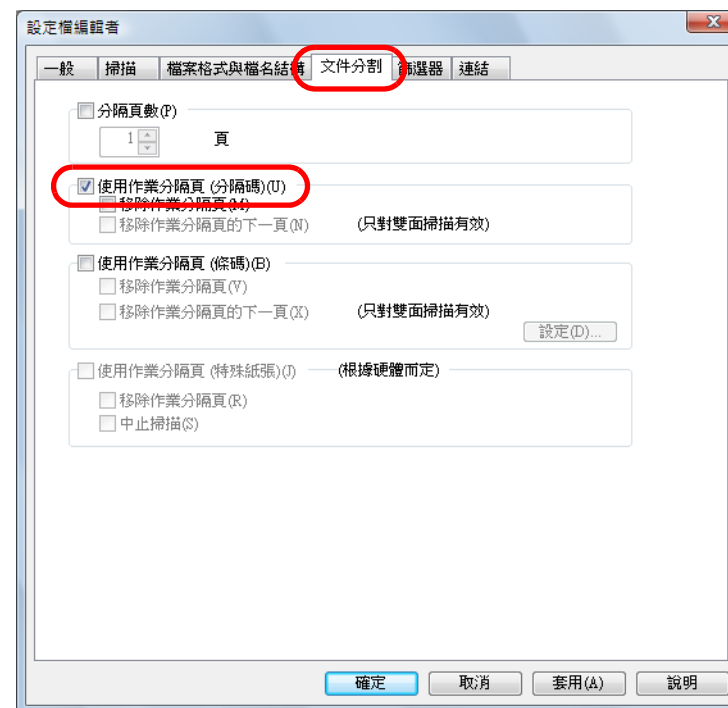 設定檔編輯者
一般 掃描 檔案格式與檔名結構 文件分割 篩選器 連結
分隔頁數(P)
1 頁
使用作業分隔頁 (分隔碼)(U)
移除作業分隔頁(M)
移除作業分隔頁的下一頁(N) (只對雙面掃描有效)
使用作業分隔頁 (條碼)(B)
移除作業分隔頁(V)
移除作業分隔頁的下一頁(X) (只對雙面掃描有效)
設定(D)...
使用作業分隔頁 (特殊紙張)(J) (根據硬體而定)
移除作業分隔頁(R)
中止掃描(S)
確定 取消 套用(A) 說明